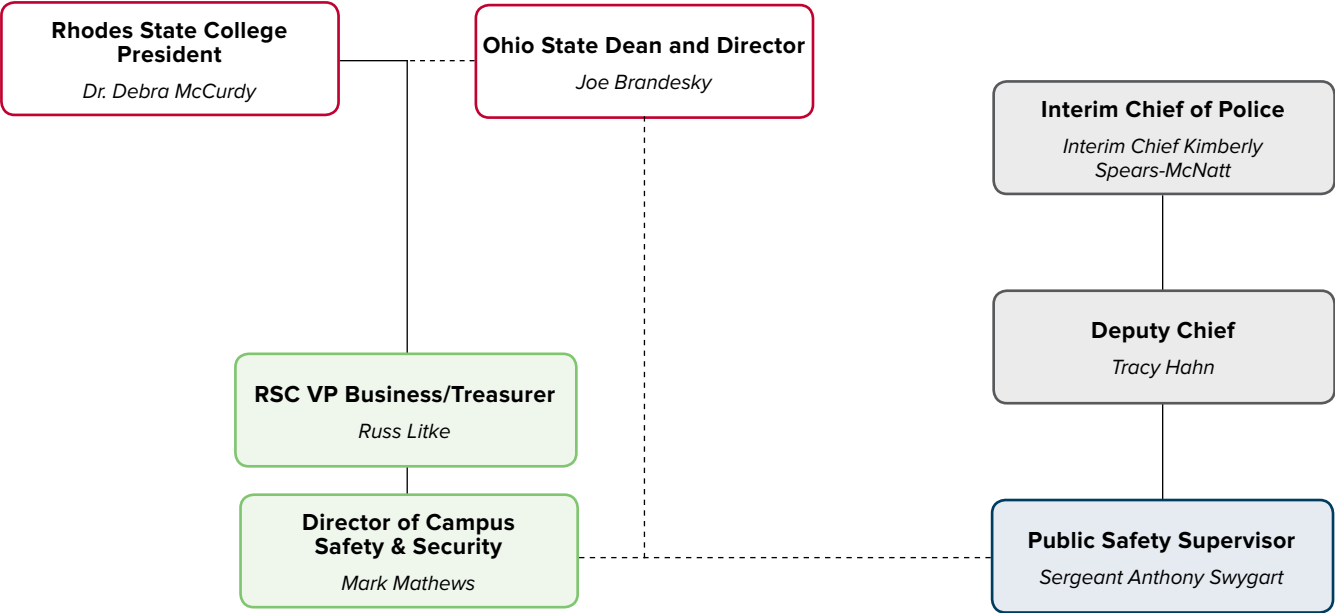 Rhodes State College
President
Dr. Debra McCurdy
Ohio State Dean and Director
Joe Brandesky
Interim Chief of Police
Interim Chief Kimberly
Spears-McNatt
Deputy Chief
Tracy Hahn
RSC VP Business/Treasurer
Russ Litke
Director of Campus
Safety & Security
Mark Mathews
Public Safety Supervisor
Sergeant Anthony Swygart